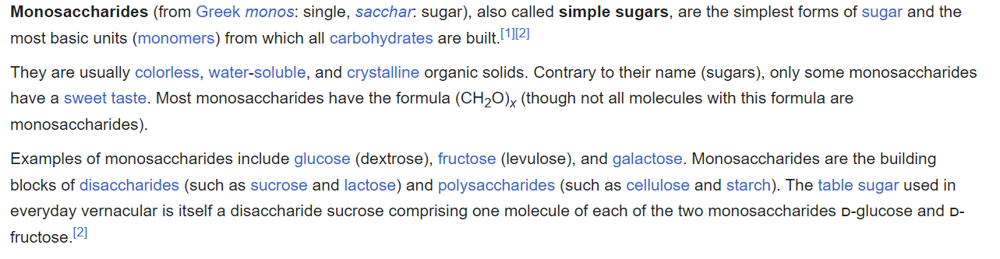 Monosaccharides (from Greek monos: single, sacchar: sugar), also called simple sugars, are the simplest forms of sugar and the
most basic units (monomers) from which all carbohydrates are built.[1][2]
They are usually colorless, water-soluble, and crystalline organic solids. Contrary to their name (sugars), only some monosaccharides
have a sweet taste. Most monosaccharides have the formula (CH₂O)ₓ (though not all molecules with this formula are
monosaccharides).
Examples of monosaccharides include glucose (dextrose), fructose (levulose), and galactose. Monosaccharides are the building
blocks of disaccharides (such as sucrose and lactose) and polysaccharides (such as cellulose and starch). The table sugar used in
everyday vernacular is itself a disaccharide sucrose comprising one molecule of each of the two monosaccharides ᴅ-glucose and ᴅ-
fructose.[2]